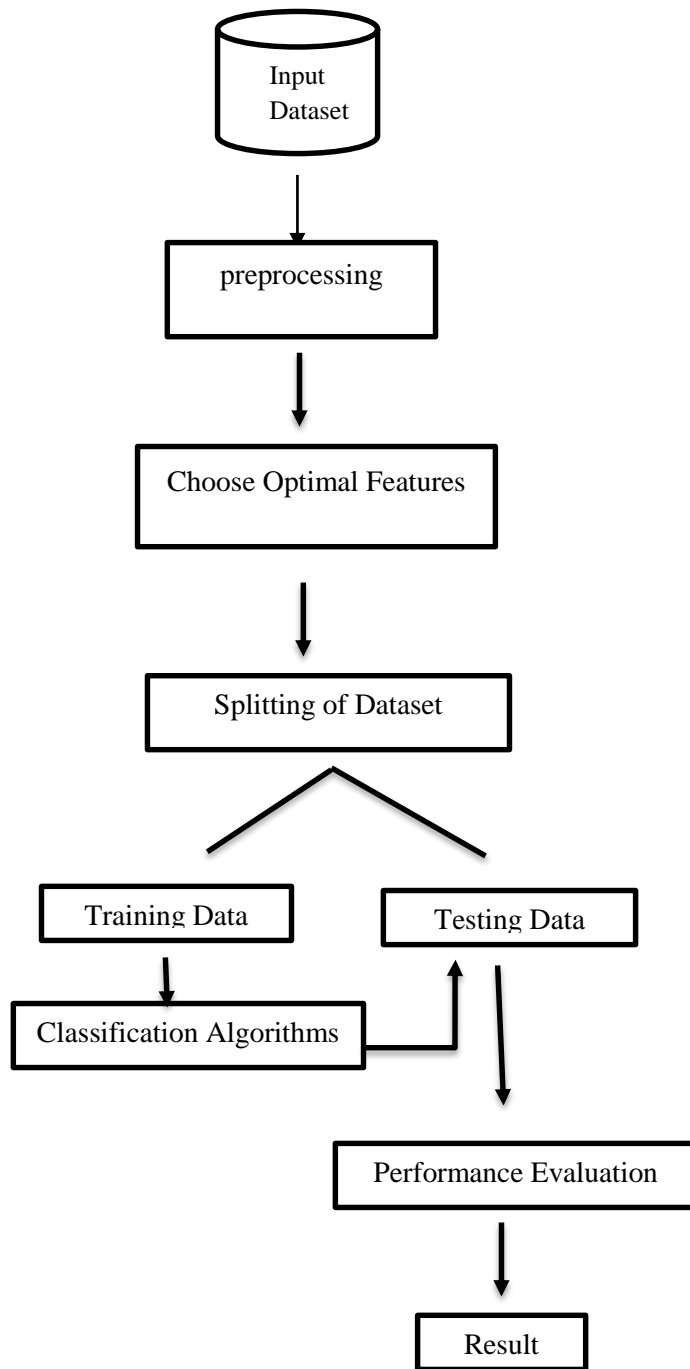 Input
Dataset
preprocessing
Choose Optimal Features
Splitting of Dataset
Training Data
Testing Data
Classification Algorithms
Performance Evaluation
Result